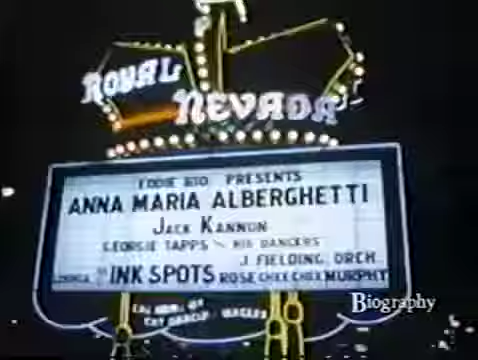 ROYAL
NEVADA
EDDIE RIO PRESENTS
ANNA MARIA ALBERGHETTI
JACK KANNON
GEORGIE TAPPS HIS DANCERS
J. FIELDING ORCH.
INK SPOTS ROSE CHEE CHEE MURPHY
Biography